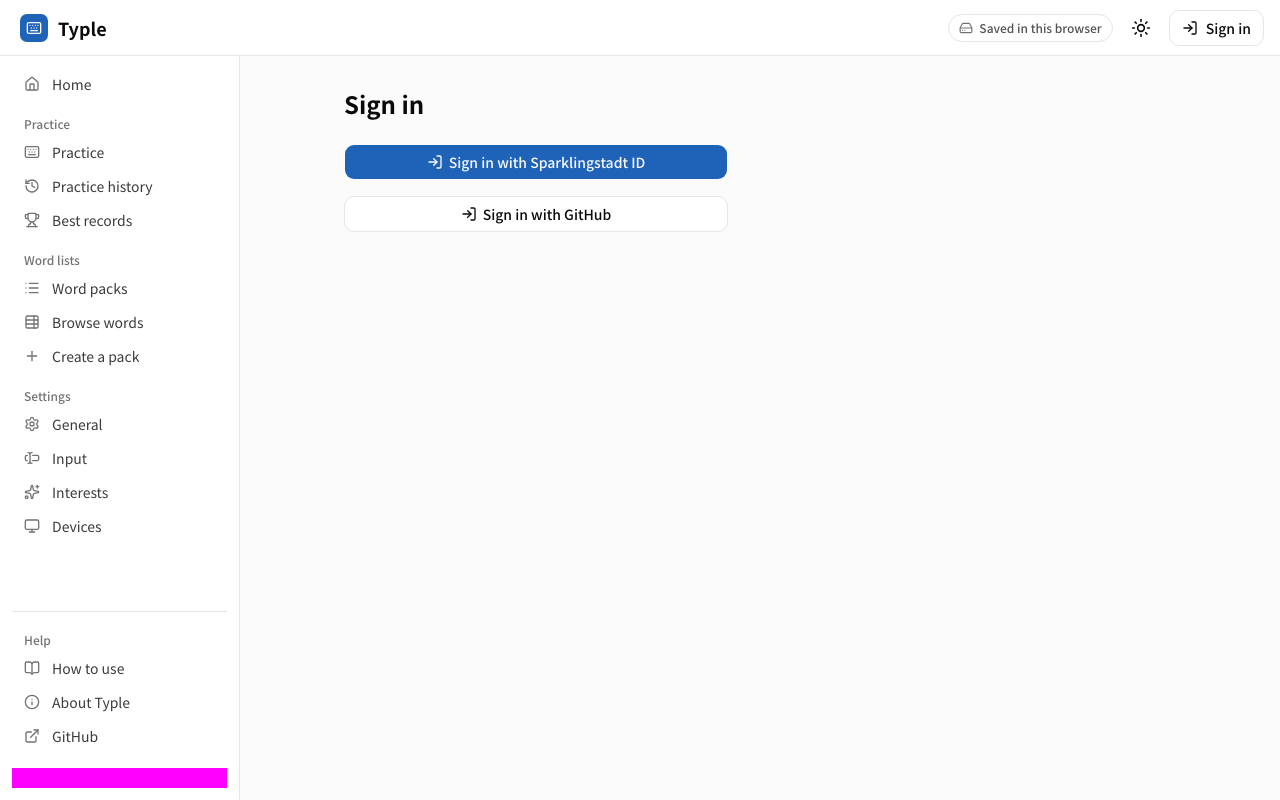 Typle
Saved in this browser
Sign in
Home
Practice
Practice
Practice history
Best records
Word lists
Word packs
Browse words
Create a pack
Settings
General
Input
Interests
Devices
Help
How to use
About Typle
GitHub
Sign in
Sign in with Sparklingstadt ID
Sign in with GitHub